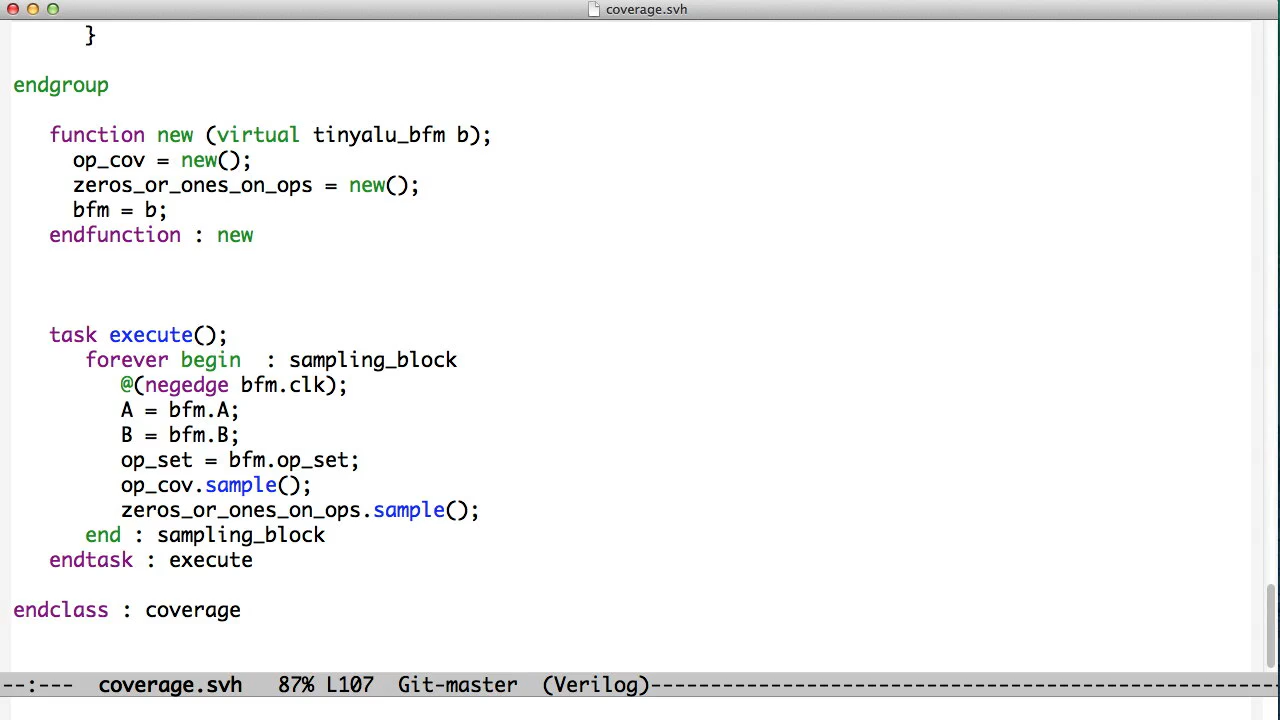 coverage.svh
}
endgroup
function new (virtual tinyalu_bfm b);
op_cov = new();
zeros_or_ones_on_ops = new();
bfm = b;
endfunction : new
task execute();
forever begin  : sampling_block
@(negedge bfm.clk);
A = bfm.A;
B = bfm.B;
op_set = bfm.op_set;
op_cov.sample();
zeros_or_ones_on_ops.sample();
end : sampling_block
endtask : execute
endclass : coverage
--:---  coverage.svh   87% L107  Git-master  (Verilog)-----------------------------------------------------